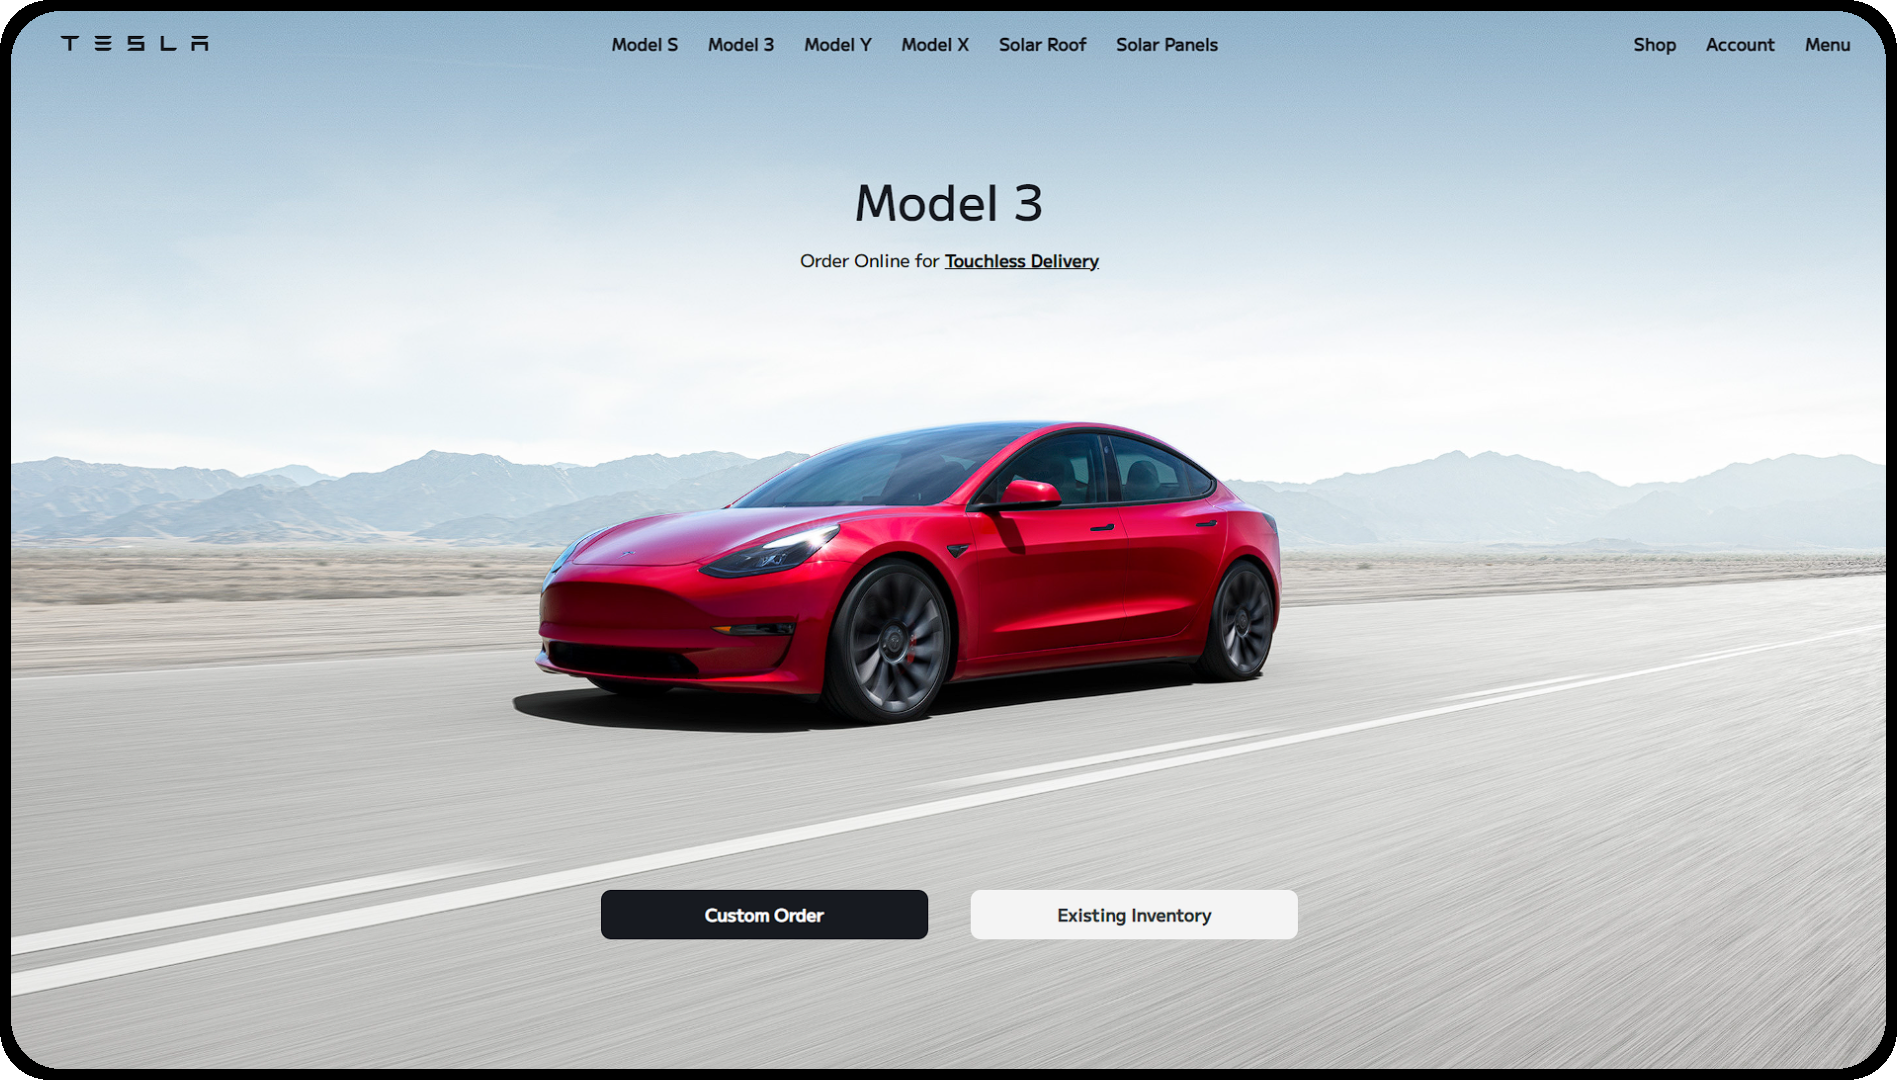 TESLA
Model S Model 3 Model Y Model X Solar Roof Solar Panels
Shop Account Menu
Model 3
Order Online for Touchless Delivery
Custom Order
Existing Inventory